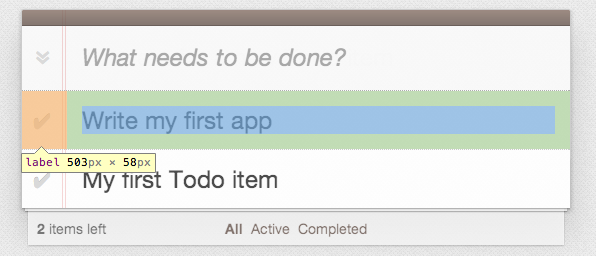 What needs to be done?
Write my first app
label 503px × 58px
My first Todo item
2 items left All Active Completed